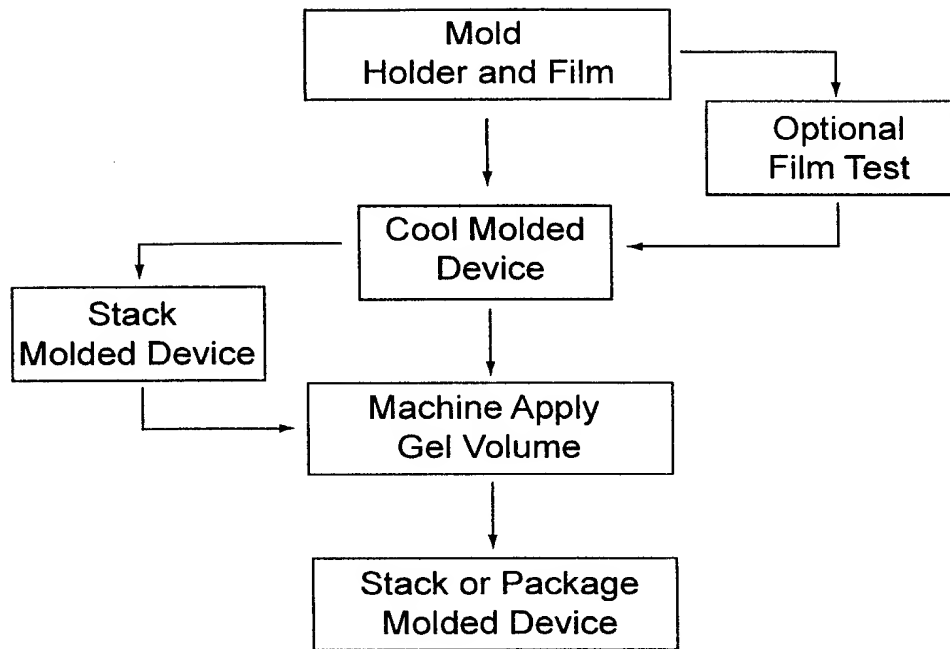 Mold
Holder and Film
Optional
Film Test
Cool Molded
Device
Stack
Molded Device
Machine Apply
Gel Volume
Stack or Package
Molded Device